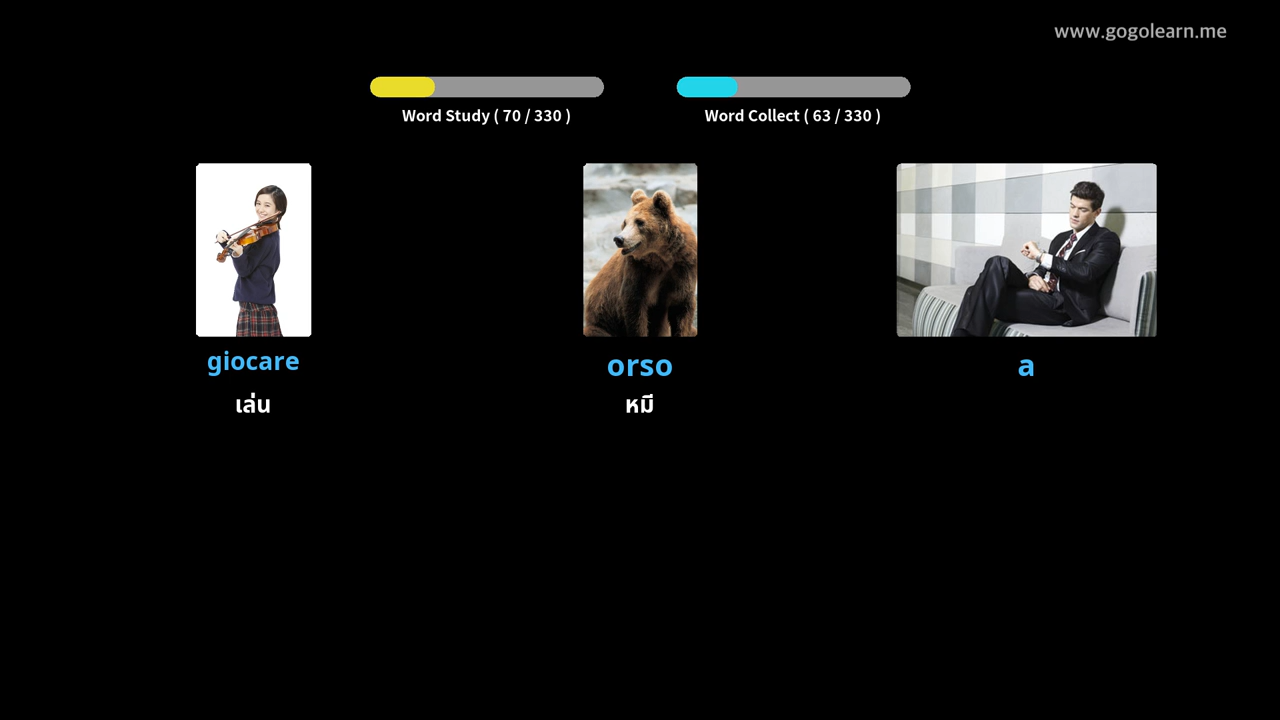 www.gogolearn.me
Word Study ( 70 / 330 )
Word Collect ( 63 / 330 )
giocare
orso
a
เล่น
หมี